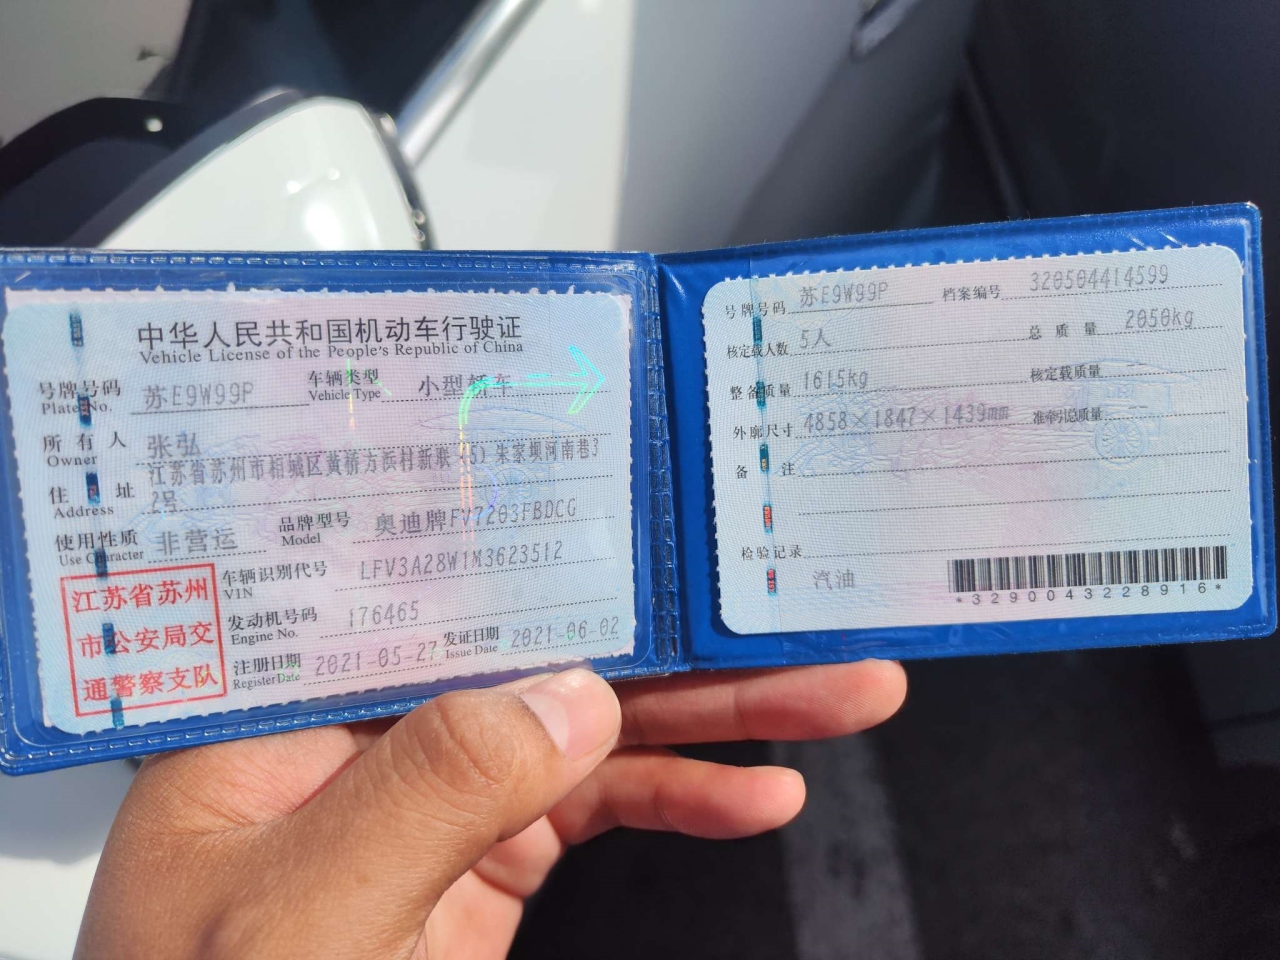 中华人民共和国机动车行驶证
Vehicle License of the People's Republic of China
号牌号码 Plate No. 苏E9W99P 车辆类型 Vehicle Type 小型轿车
所有人 Owner 张弘
住址 Address 江苏省苏州市相城区黄桥方浜村新联(5)朱家坝河南巷3
2号
使用性质 Use Character 非营运 品牌型号 Model 奥迪牌FV7203FBDCG
车辆识别代号 VIN LFV3A28W1M3623512
发动机号码 Engine No. 176465
注册日期 Register Date 2021-05-27 发证日期 Issue Date 2021-06-02
江苏省苏州
市公安局交
通警察支队
号牌号码 苏E9W99P 档案编号 320504414599
核定载人数 5人 总质量 2050kg
整备质量 1615kg 核定载质量 --
外廓尺寸 4858×1847×1439mm 准牵引总质量 --
备注
检验记录
汽油
*3290043228916*